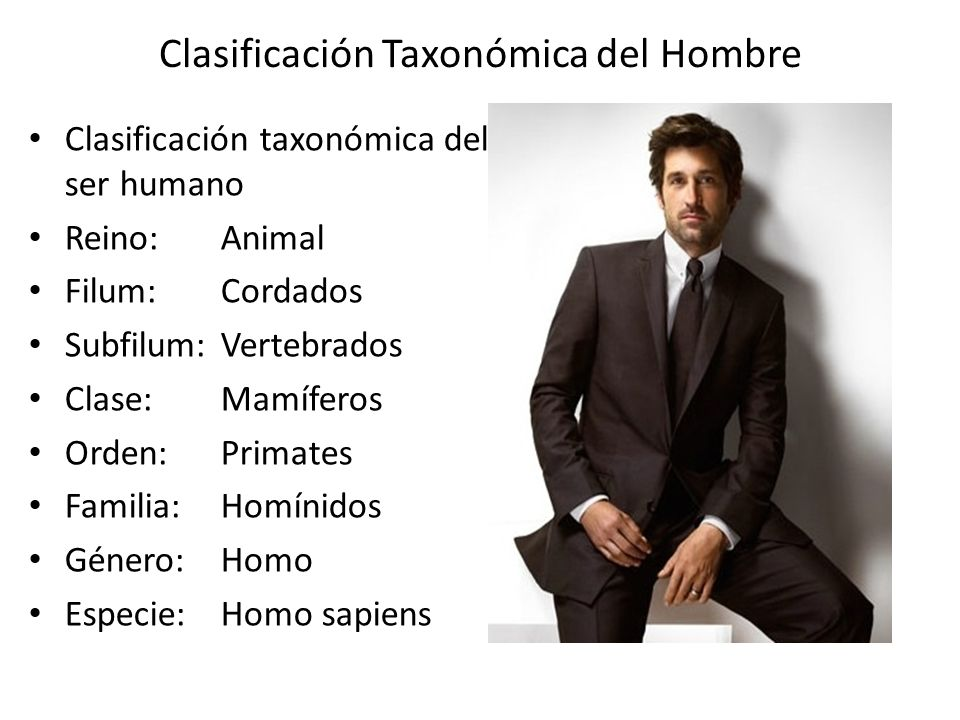 Clasificación Taxonómica del Hombre
• Clasificación taxonómica del
ser humano
• Reino: Animal
• Filum: Cordados
• Subfilum: Vertebrados
• Clase: Mamíferos
• Orden: Primates
• Familia: Homínidos
• Género: Homo
• Especie: Homo sapiens